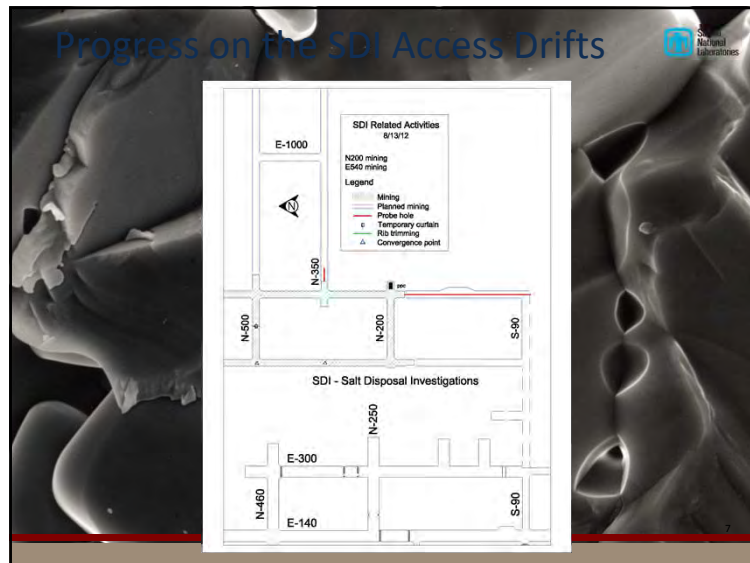 Progress on the SDI Access Drifts
Sandia
National
Laboratories
SDI Related Activities
8/13/12
N200 mining
E540 mining
Legend
Mining
Planned mining
Probe hole
Temporary curtain
Rib trimming
Convergence point
E-1000
N
N-350
N-500
N-200
S-90
SDI - Salt Disposal Investigations
N-250
E-300
N-460
S-90
E-140
7